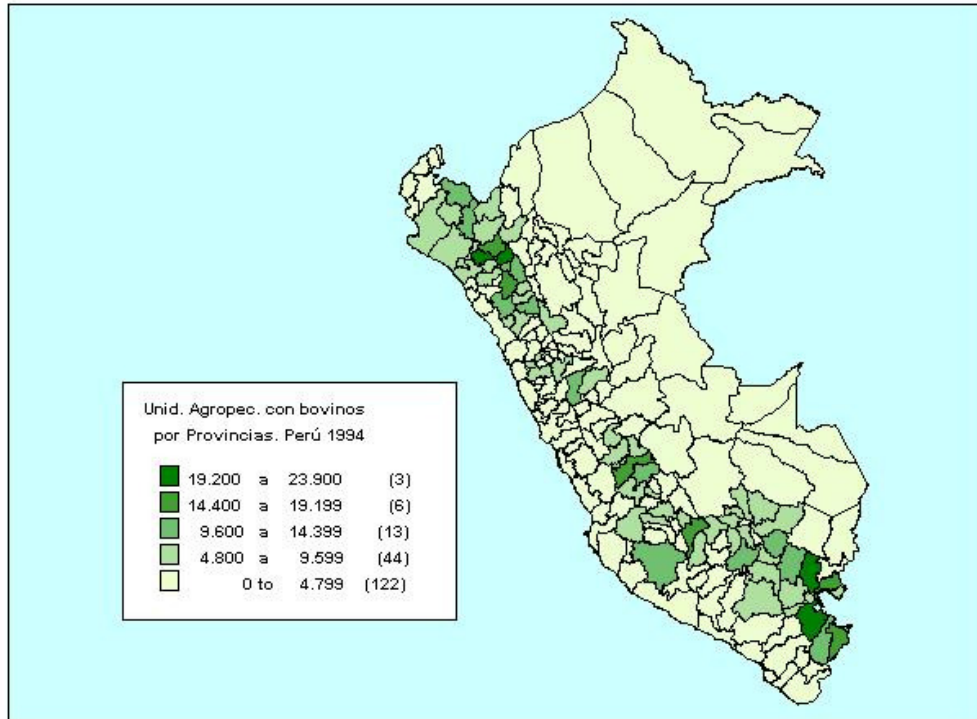 Unid. Agropec. con bovinos
por Provincias. Perú 1994
19.200 a 23.900 (3)
14.400 a 19.199 (6)
9.600 a 14.399 (13)
4.800 a 9.599 (44)
0 to 4.799 (122)